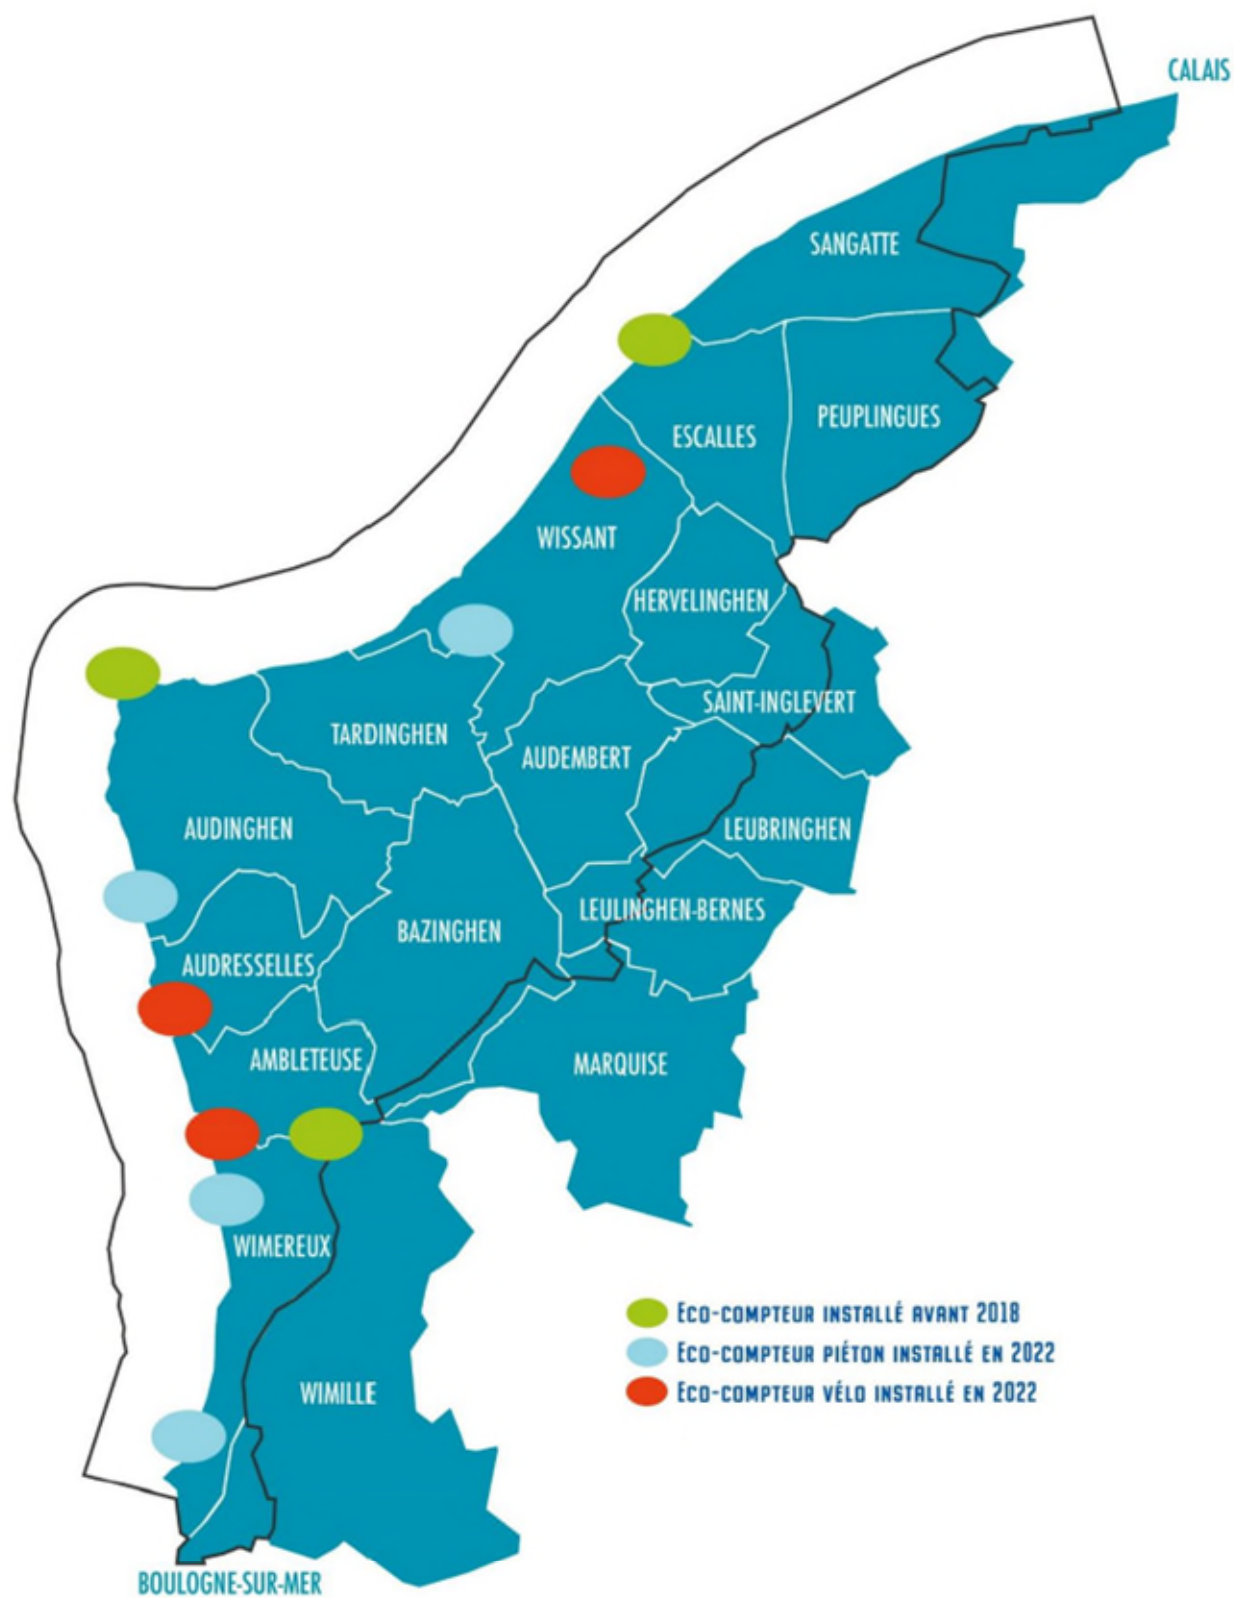 CALAIS
SANGATTE
PEUPLINGUES
ESCALLES
WISSANT
HERVELINGHEN
SAINT-INGLEVERT
TARDINGHEN
AUDEMBERT
AUDINGHEN
LEUBRINGHEN
LEULINGHEN-BERNES
BAZINGHEN
AUDRESSELLES
AMBLETEUSE
MARQUISE
WIMEREUX
ECO-COMPTEUR INSTALLÉ AVANT 2018
ECO-COMPTEUR PIÉTON INSTALLÉ EN 2022
ECO-COMPTEUR VÉLO INSTALLÉ EN 2022
WIMILLE
BOULOGNE-SUR-MER